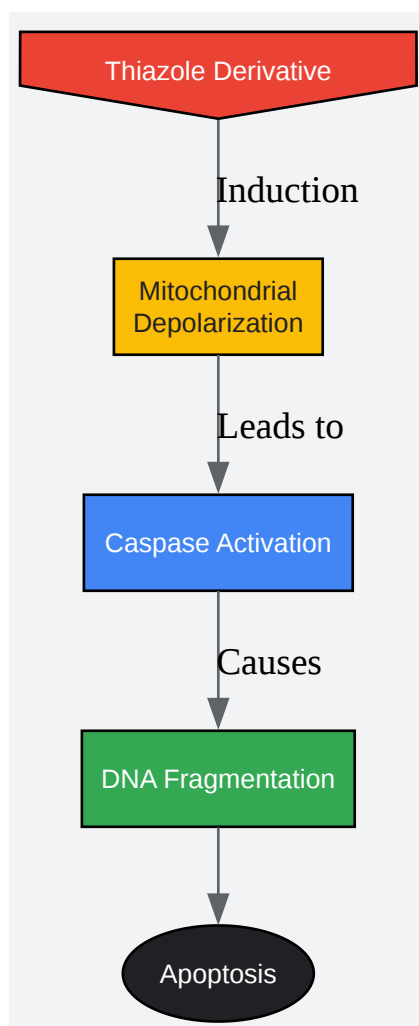 Thiazole Derivative
Induction
Mitochondrial
Depolarization
Leads to
Caspase Activation
Causes
DNA Fragmentation
Apoptosis